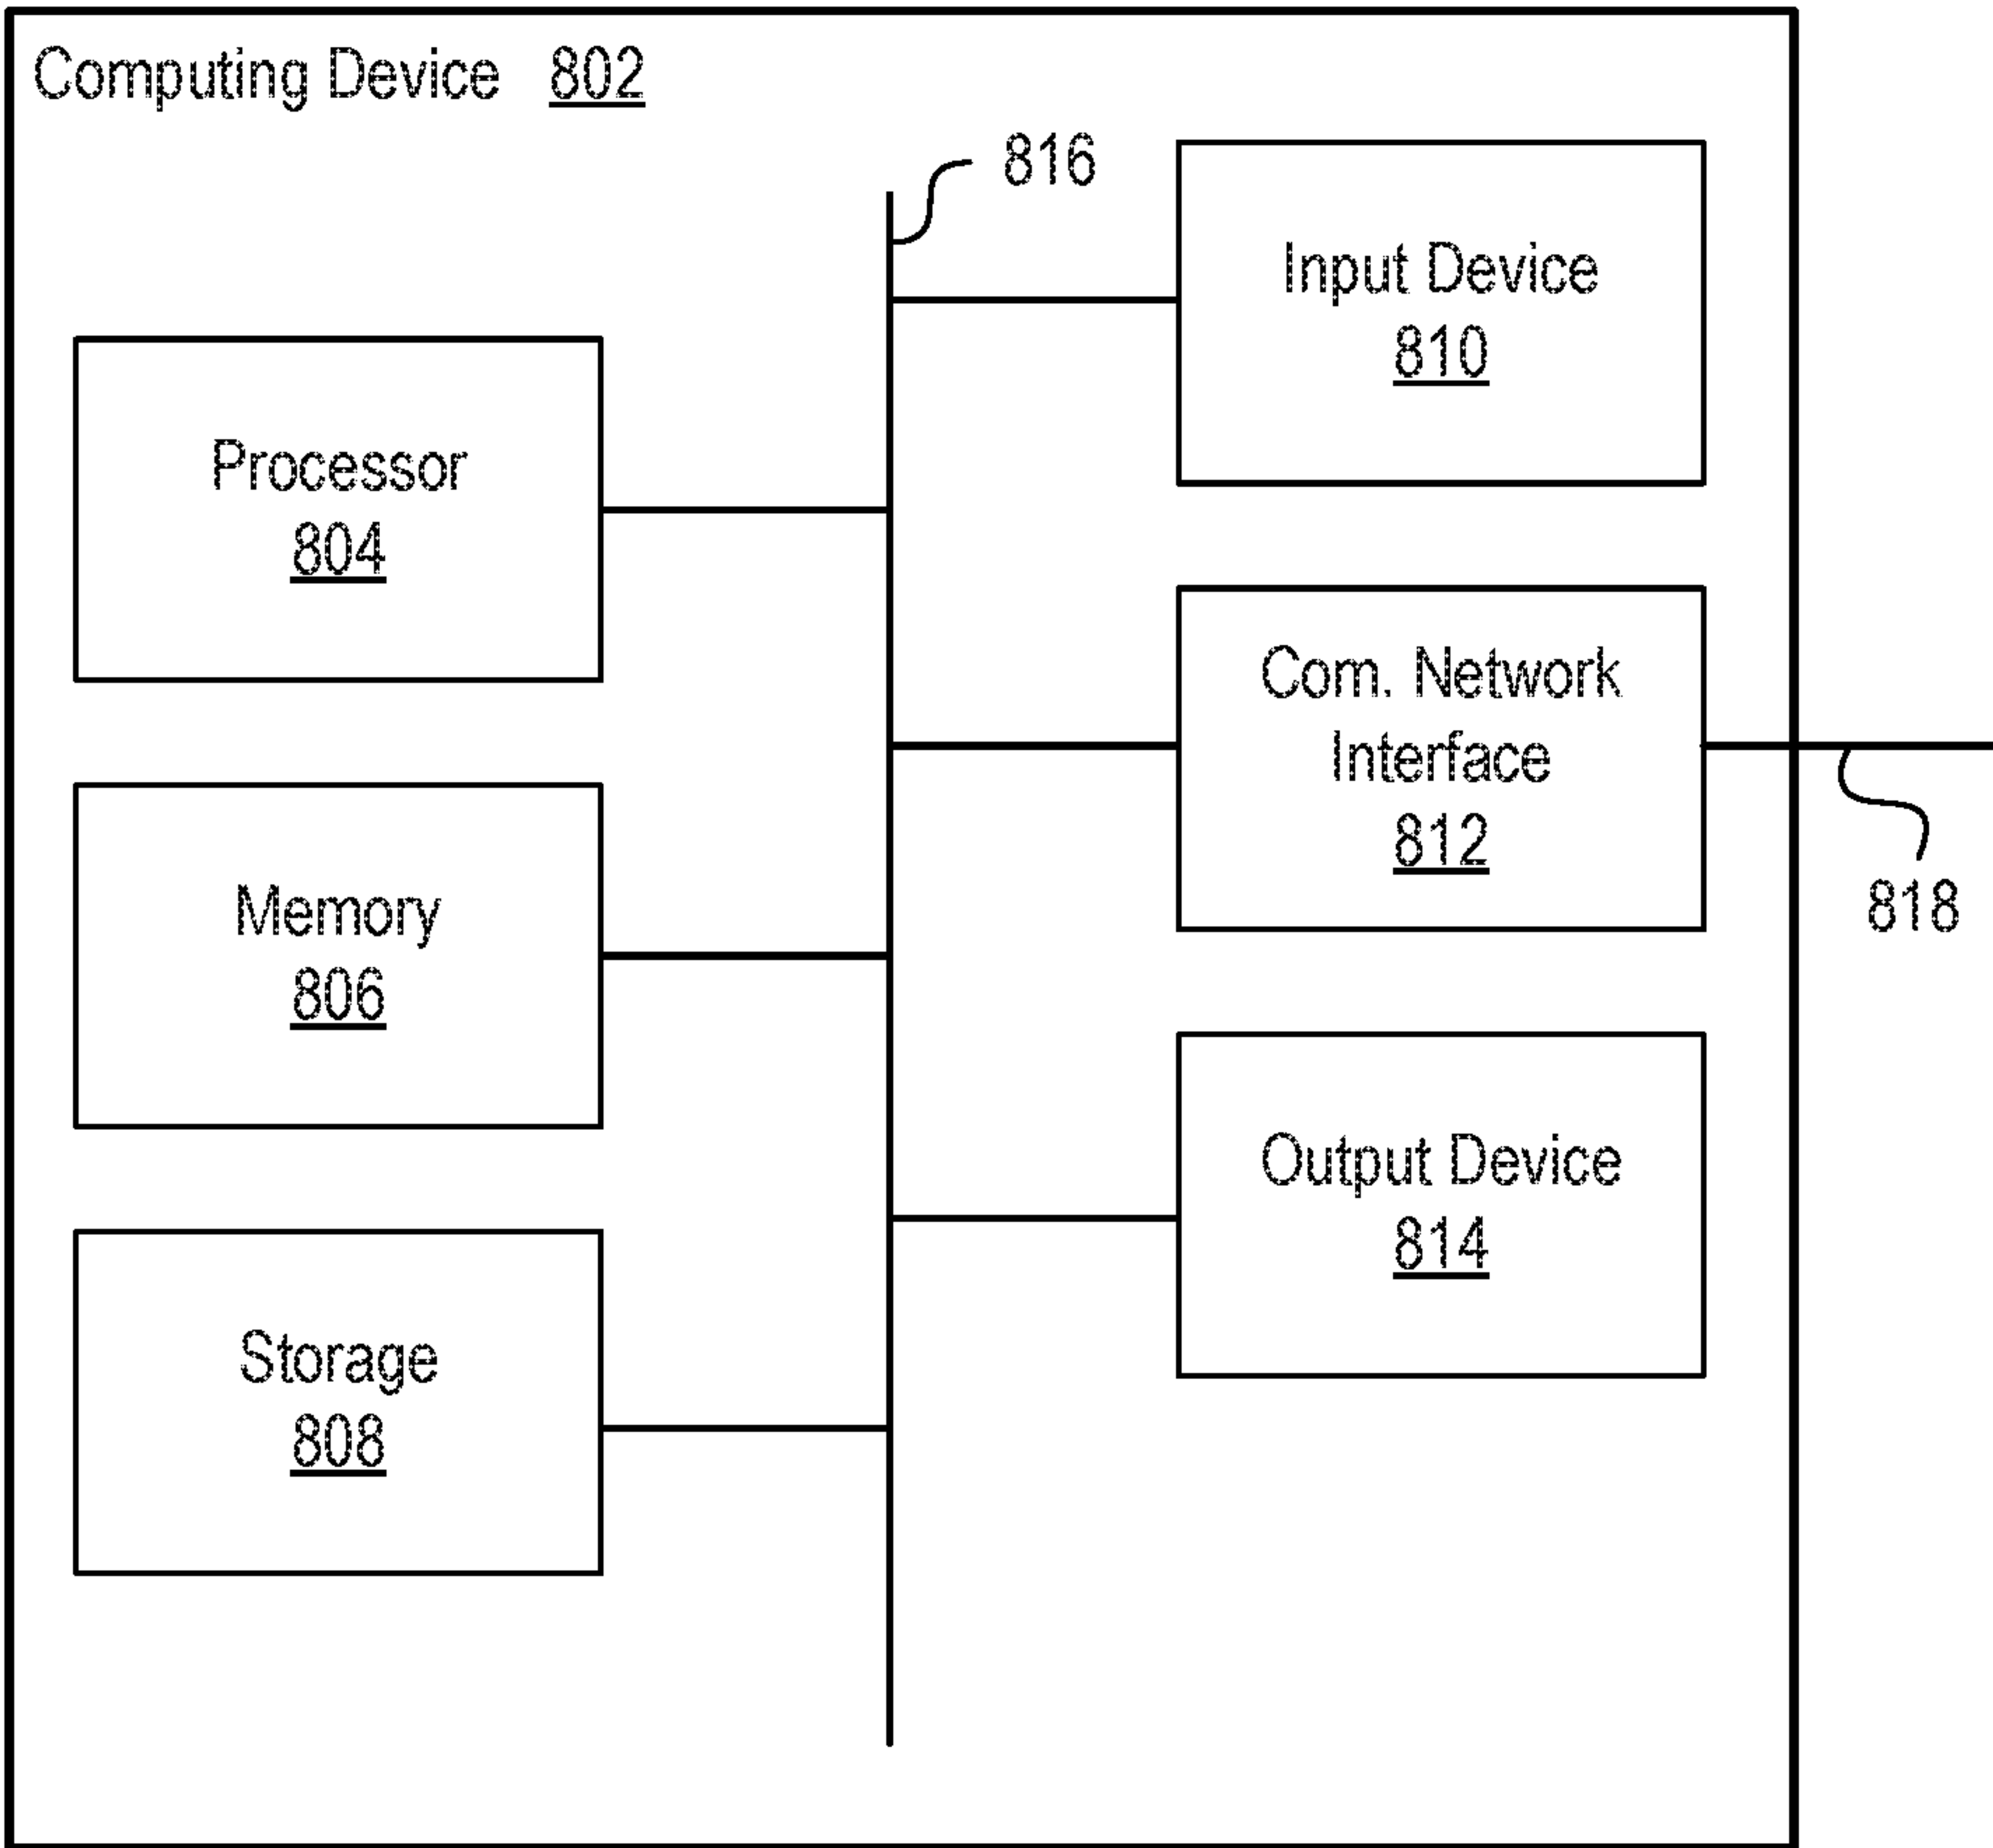 Computing Device 802
816
Input Device
810
Processor
804
Com. Network
Interface
812
818
Memory
806
Output Device
814
Storage
808